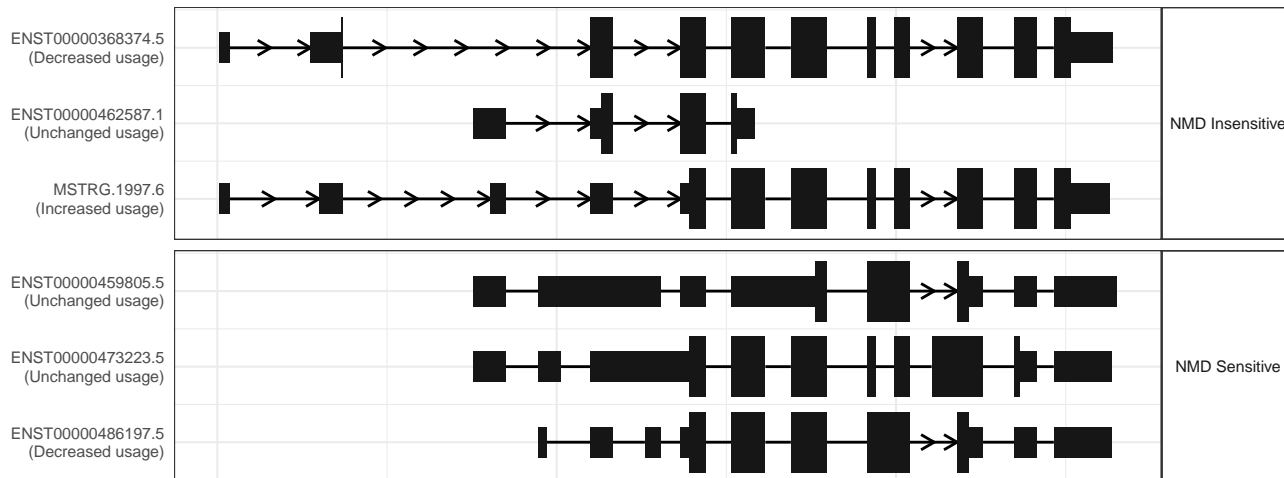 ENST00000368374.5
(Decreased usage)
ENST00000462587.1
(Unchanged usage)
NMD Insensitive
MSTRG.1997.6
(Increased usage)
ENST00000459805.5
(Unchanged usage)
ENST00000473223.5
(Unchanged usage)
NMD Sensitive
ENST00000486197.5
(Decreased usage)